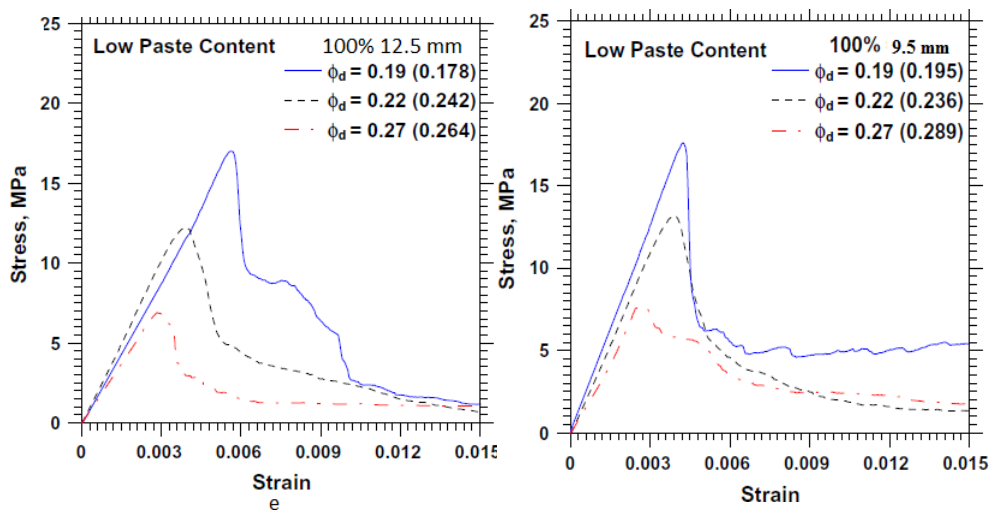 25
20
15
10
5
0
Stress, MPa
Low Paste Content
100% 12.5 mm
ϕd = 0.19 (0.178)
ϕd = 0.22 (0.242)
ϕd = 0.27 (0.264)
0 0.003 0.006 0.009 0.012 0.015
Strain
e
25
20
15
10
5
0
Stress, MPa
Low Paste Content
100% 9.5 mm
ϕd = 0.19 (0.195)
ϕd = 0.22 (0.236)
ϕd = 0.27 (0.289)
0 0.003 0.006 0.009 0.012 0.015
Strain